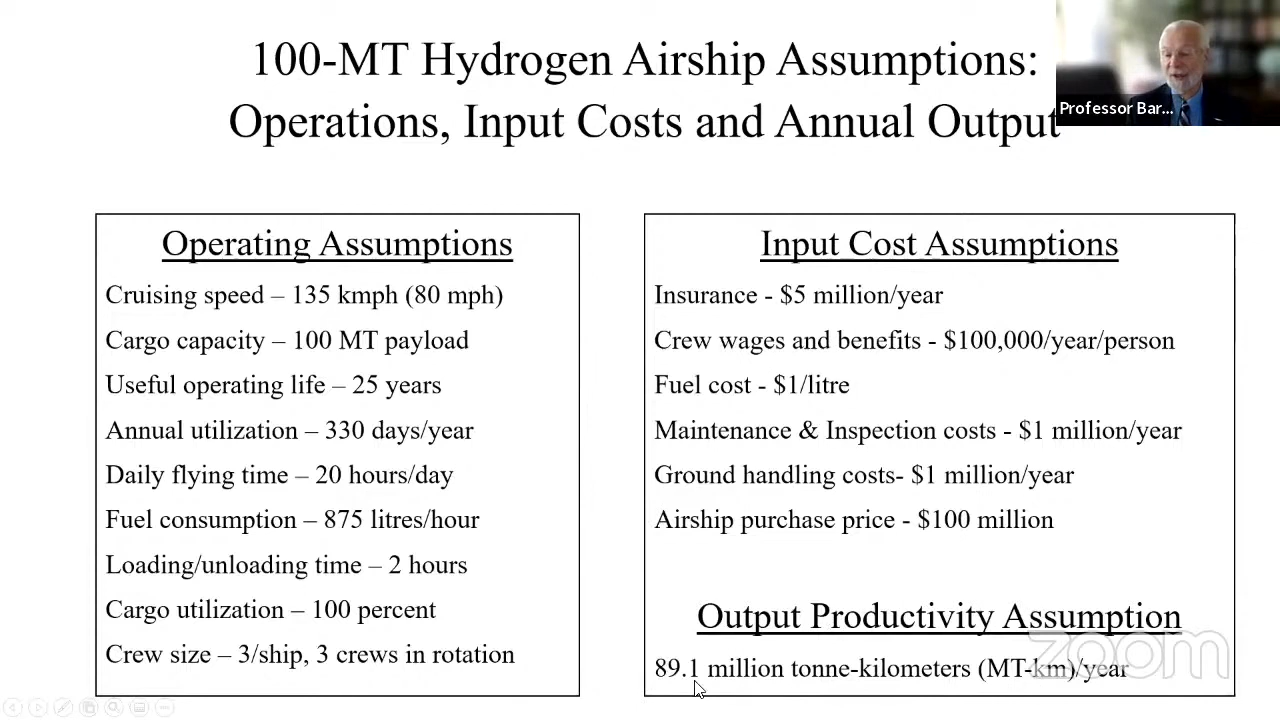 100-MT Hydrogen Airship Assumptions:
Operations, Input Costs and Annual Output
Professor Bar...
Operating Assumptions
Cruising speed – 135 kmph (80 mph)
Cargo capacity – 100 MT payload
Useful operating life – 25 years
Annual utilization – 330 days/year
Daily flying time – 20 hours/day
Fuel consumption – 875 litres/hour
Loading/unloading time – 2 hours
Cargo utilization – 100 percent
Crew size – 3/ship, 3 crews in rotation
Input Cost Assumptions
Insurance - $5 million/year
Crew wages and benefits - $100,000/year/person
Fuel cost - $1/litre
Maintenance & Inspection costs - $1 million/year
Ground handling costs- $1 million/year
Airship purchase price - $100 million
Output Productivity Assumption
89.1 million tonne-kilometers (MT-km)/year
zoom